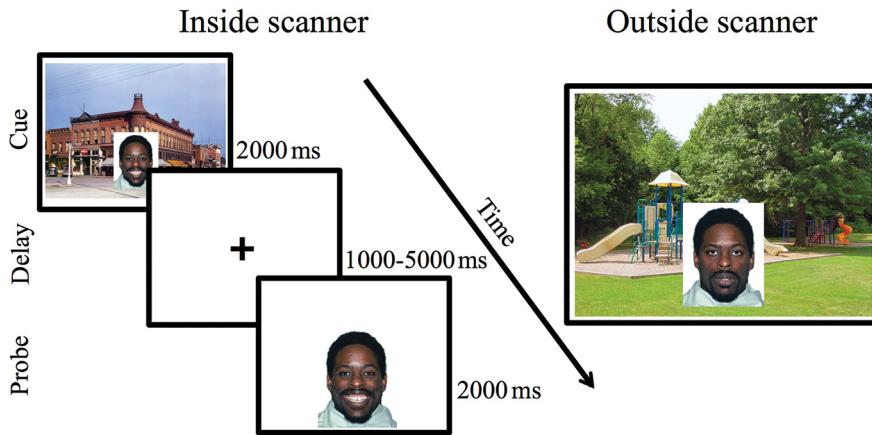 Inside scanner
Outside scanner
Cue
2000 ms
Delay
1000-5000 ms
Probe
2000 ms
Time